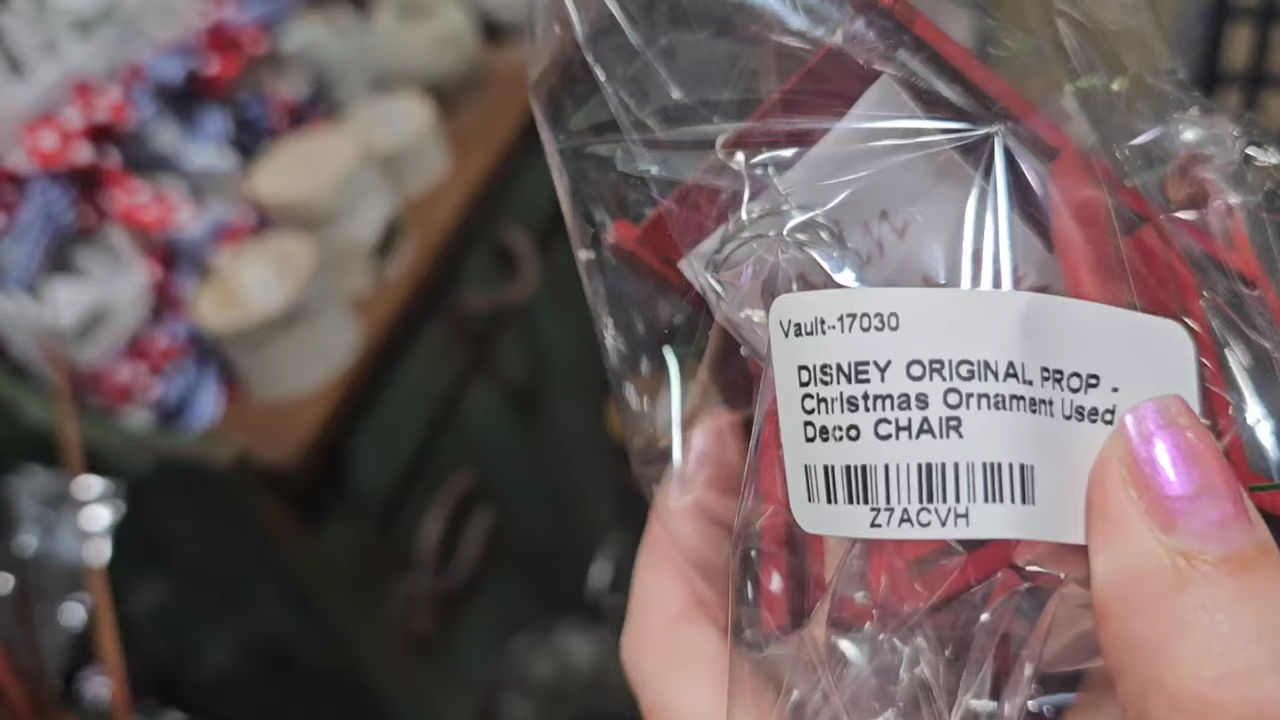 Vault--17030
DISNEY ORIGINAL PROP -
Christmas Ornament Used
Deco CHAIR
Z7ACVH